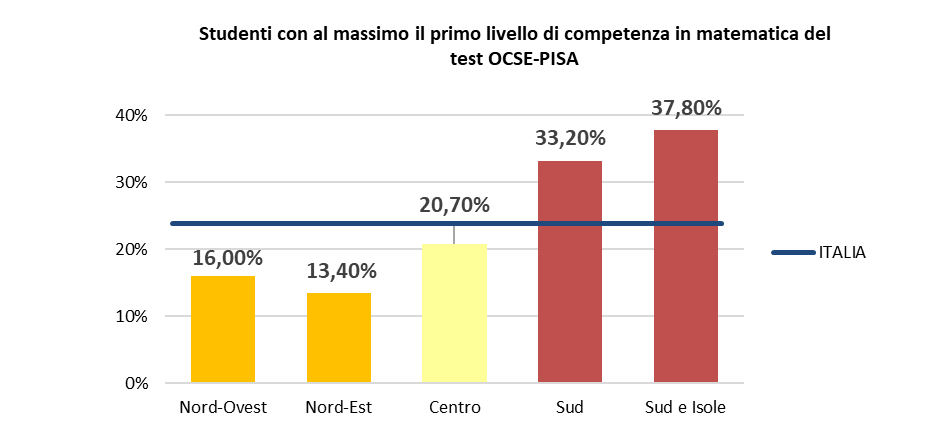 Studenti con al massimo il primo livello di competenza in matematica del
test OCSE-PISA
40%
30%
20%
10%
0%
16,00%
13,40%
20,70%
33,20%
37,80%
Nord-Ovest
Nord-Est
Centro
Sud
Sud e Isole
ITALIA